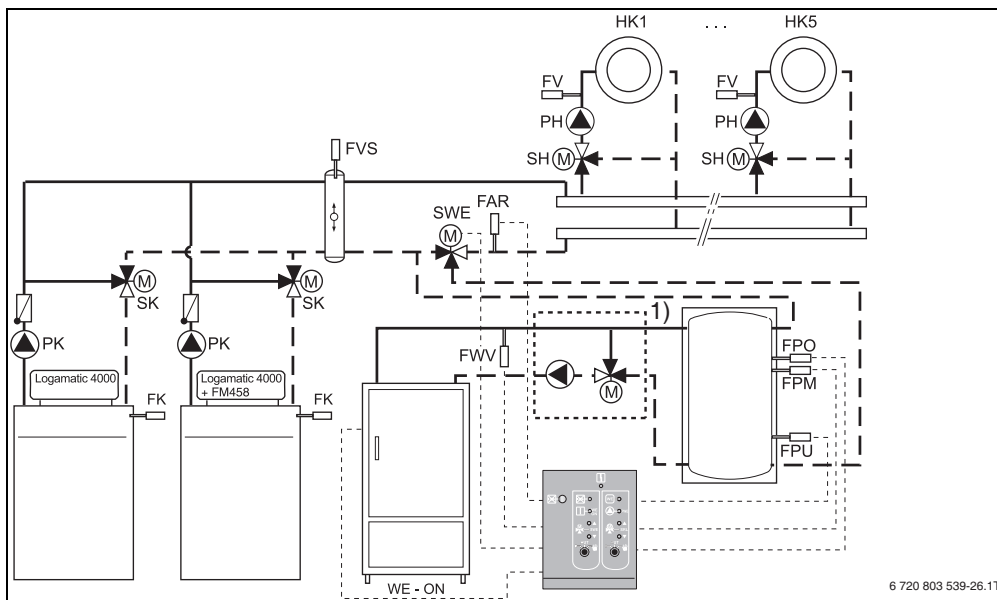 HK1 . . . HK5
FV FV
PH PH
FVS
SH M SH M
FAR
SWE
M
M M
SK SK
1)
PK PK
FPO
FWV
FPM
Logamatic 4000
Logamatic 4000
+ FM458
FK FK
M
FPU
WE - ON
6 720 803 539-26.1T